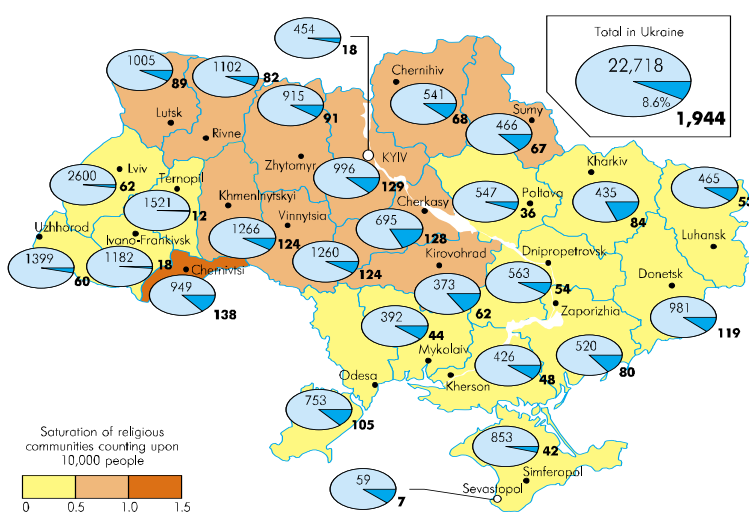 454
18
Total in Ukraine
22,718
8.6%
1,944
1005
89
1102
82
Lutsk
Rivne
915
91
Zhytomyr
KYIV
Chernihiv
541
68
Sumy
466
67
996
129
Lviv
2600
62
Ternopil
1521
12
Khmenlnytskyi
1266
124
Vinnytsia
1260
124
Cherkasy
695
128
547
36
Poltava
Kharkiv
435
84
465
Luhansk
Uzhhorod
1399
60
Ivano-Frankivsk
1182
18
Chernivtsi
949
138
Kirovohrad
373
62
Dnipropetrovsk
563
54
Donetsk
981
119
Zaporizhia
520
80
392
44
Mykolaiv
426
48
Kherson
Odesa
753
105
853
42
Simferopol
Sevastopol
59
7
Saturation of religious
communities counting upon
10,000 people
0 0.5 1.0 1.5